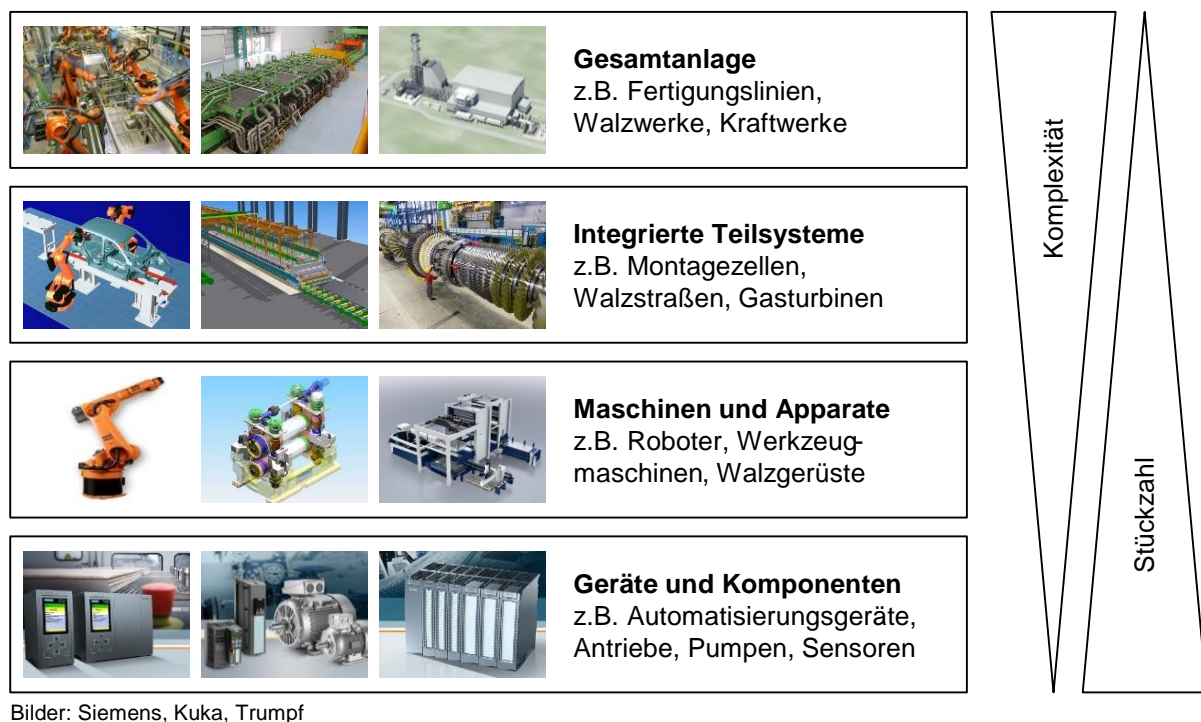 Gesamtanlage
z.B. Fertigungslinien,
Walzwerke, Kraftwerke
Integrierte Teilsysteme
z.B. Montagezellen,
Walzstraßen, Gasturbinen
Maschinen und Apparate
z.B. Roboter, Werkzeug-
maschinen, Walzgerüste
Geräte und Komponenten
z.B. Automatisierungsgeräte,
Antriebe, Pumpen, Sensoren
Komplexität
Stückzahl
Bilder: Siemens, Kuka, Trumpf